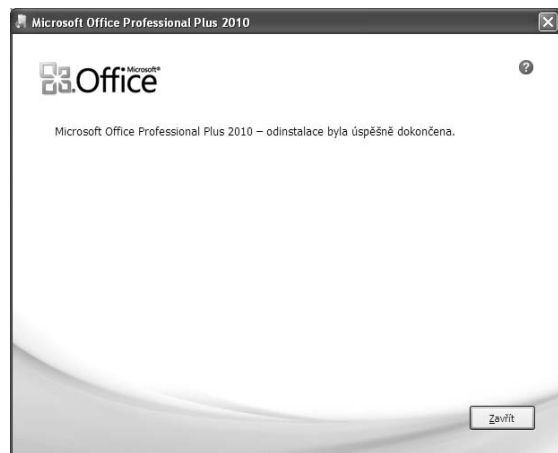 Microsoft Office Professional Plus 2010
Microsoft®
Office
Microsoft Office Professional Plus 2010 – odinstalace byla úspěšně dokončena.
Zavřít